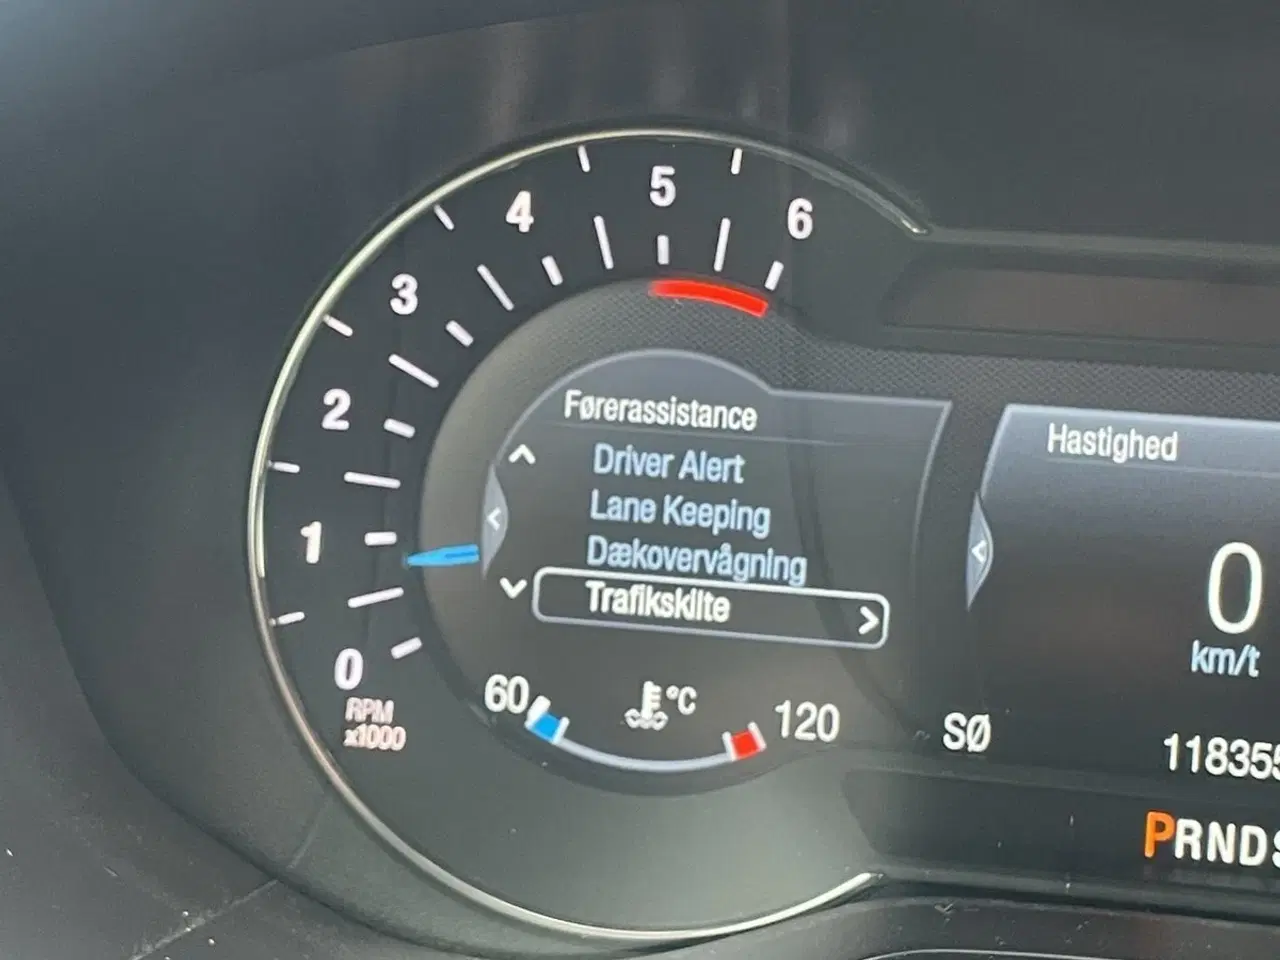 5
4
6
3
2
1
0
RPM
x1000
Førerassistance
Driver Alert
Lane Keeping
Dækovervågning
Trafikskilte
60
°C
120
Hastighed
0
km/t
SØ
118355
PRNDS